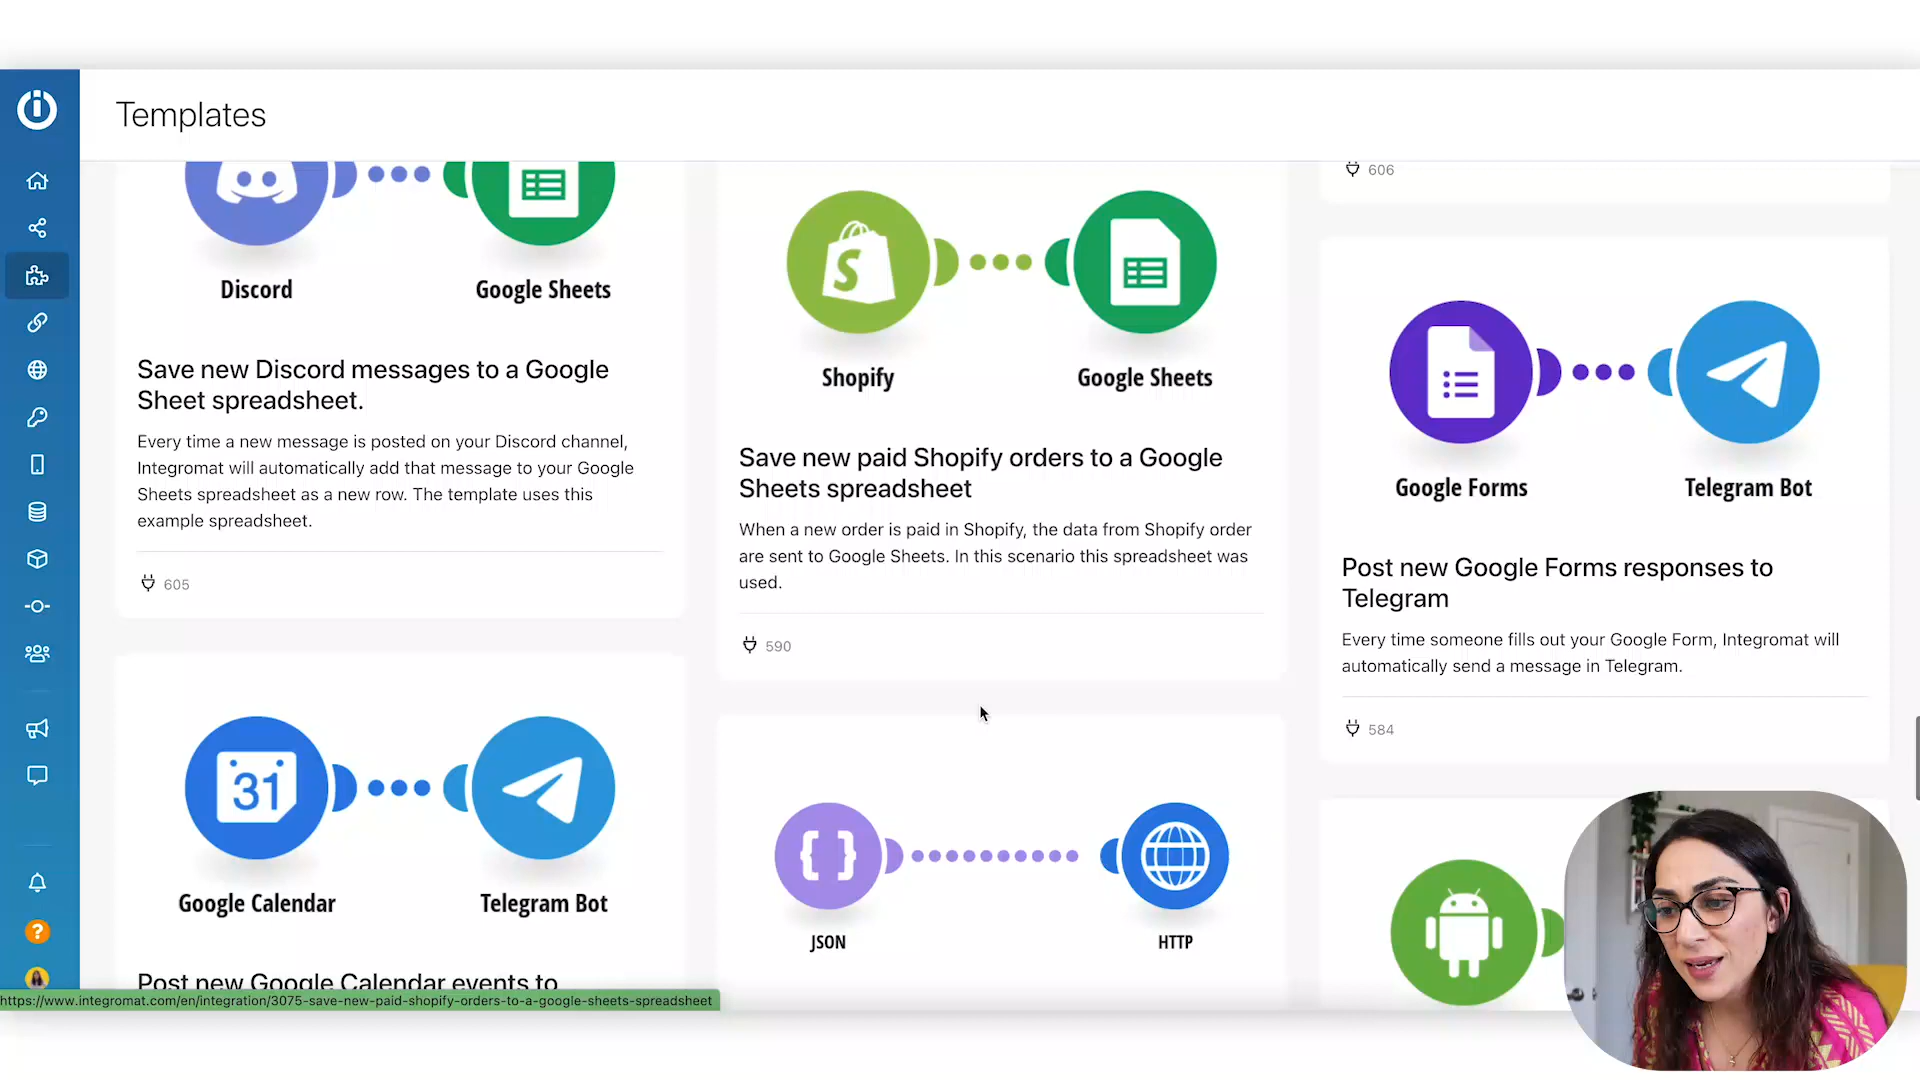 Templates
Discord
Google Sheets
Save new Discord messages to a Google
Sheet spreadsheet.
Every time a new message is posted on your Discord channel,
Integromat will automatically add that message to your Google
Sheets spreadsheet as a new row. The template uses this
example spreadsheet.
605
31
Google Calendar
Telegram Bot
Post new Google Calendar events to
S
Shopify
Google Sheets
Save new paid Shopify orders to a Google
Sheets spreadsheet
When a new order is paid in Shopify, the data from Shopify order
are sent to Google Sheets. In this scenario this spreadsheet was
used.
590
{}
JSON
HTTP
606
Google Forms
Telegram Bot
Post new Google Forms responses to
Telegram
Every time someone fills out your Google Form, Integromat will
automatically send a message in Telegram.
584
?
https://www.integromat.com/en/integration/3075-save-new-paid-shopify-orders-to-a-google-sheets-spreadsheet